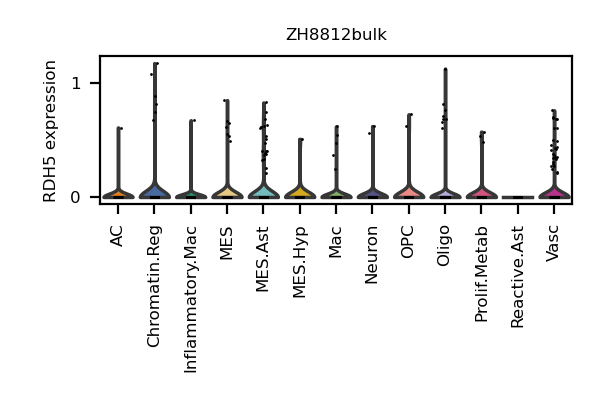 ZH8812bulk
RDH5 expression
1
0
AC
Chromatin.Reg
Inflammatory.Mac
MES
MES.Ast
MES.Hyp
Mac
Neuron
OPC
Oligo
Prolif.Metab
Reactive.Ast
Vasc